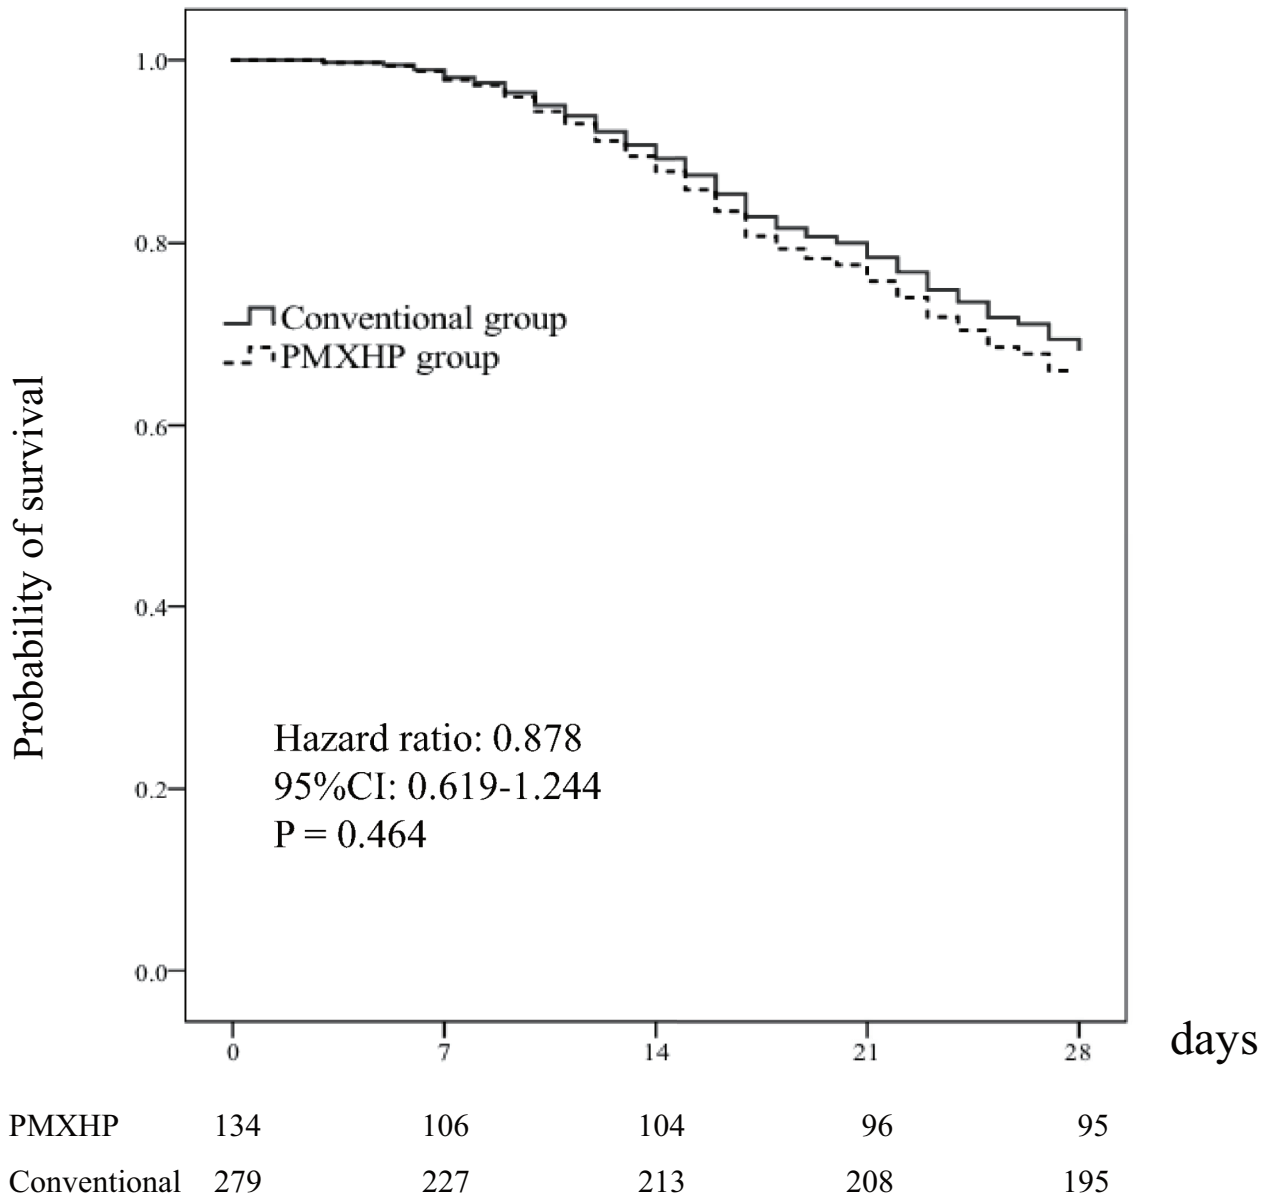 Probability of survival
1.0
0.8
0.6
0.4
0.2
0.0
Conventional group
PMXHP group
Hazard ratio: 0.878
95%CI: 0.619-1.244
P = 0.464
0 7 14 21 28 days
PMXHP 134 106 104 96 95
Conventional 279 227 213 208 195